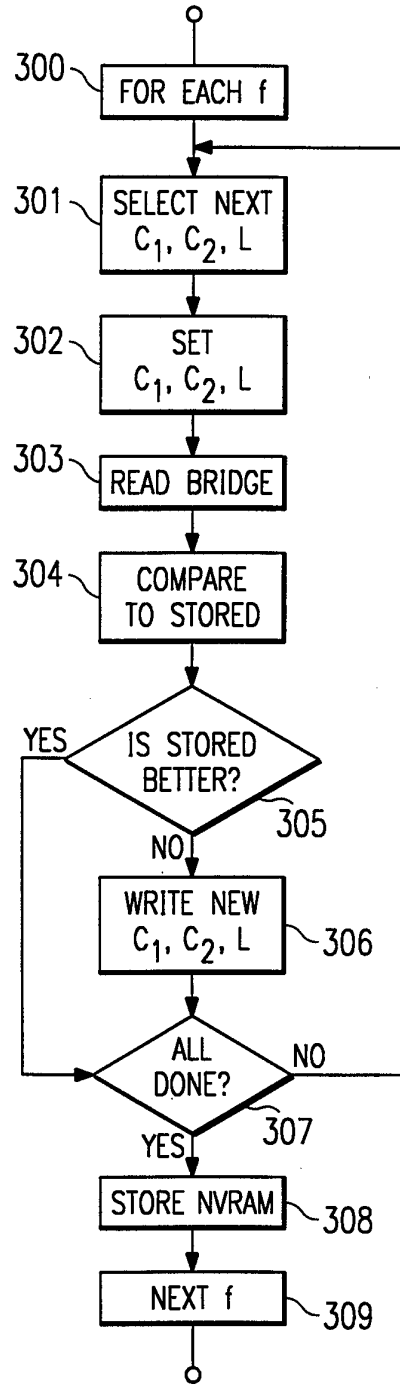 300
FOR EACH f
301
SELECT NEXT
C₁, C₂, L
302
SET
C₁, C₂, L
303
READ BRIDGE
304
COMPARE
TO STORED
YES
IS STORED
BETTER?
305
NO
WRITE NEW
C₁, C₂, L
306
ALL
DONE?
NO
307
YES
STORE NVRAM
308
NEXT f
309